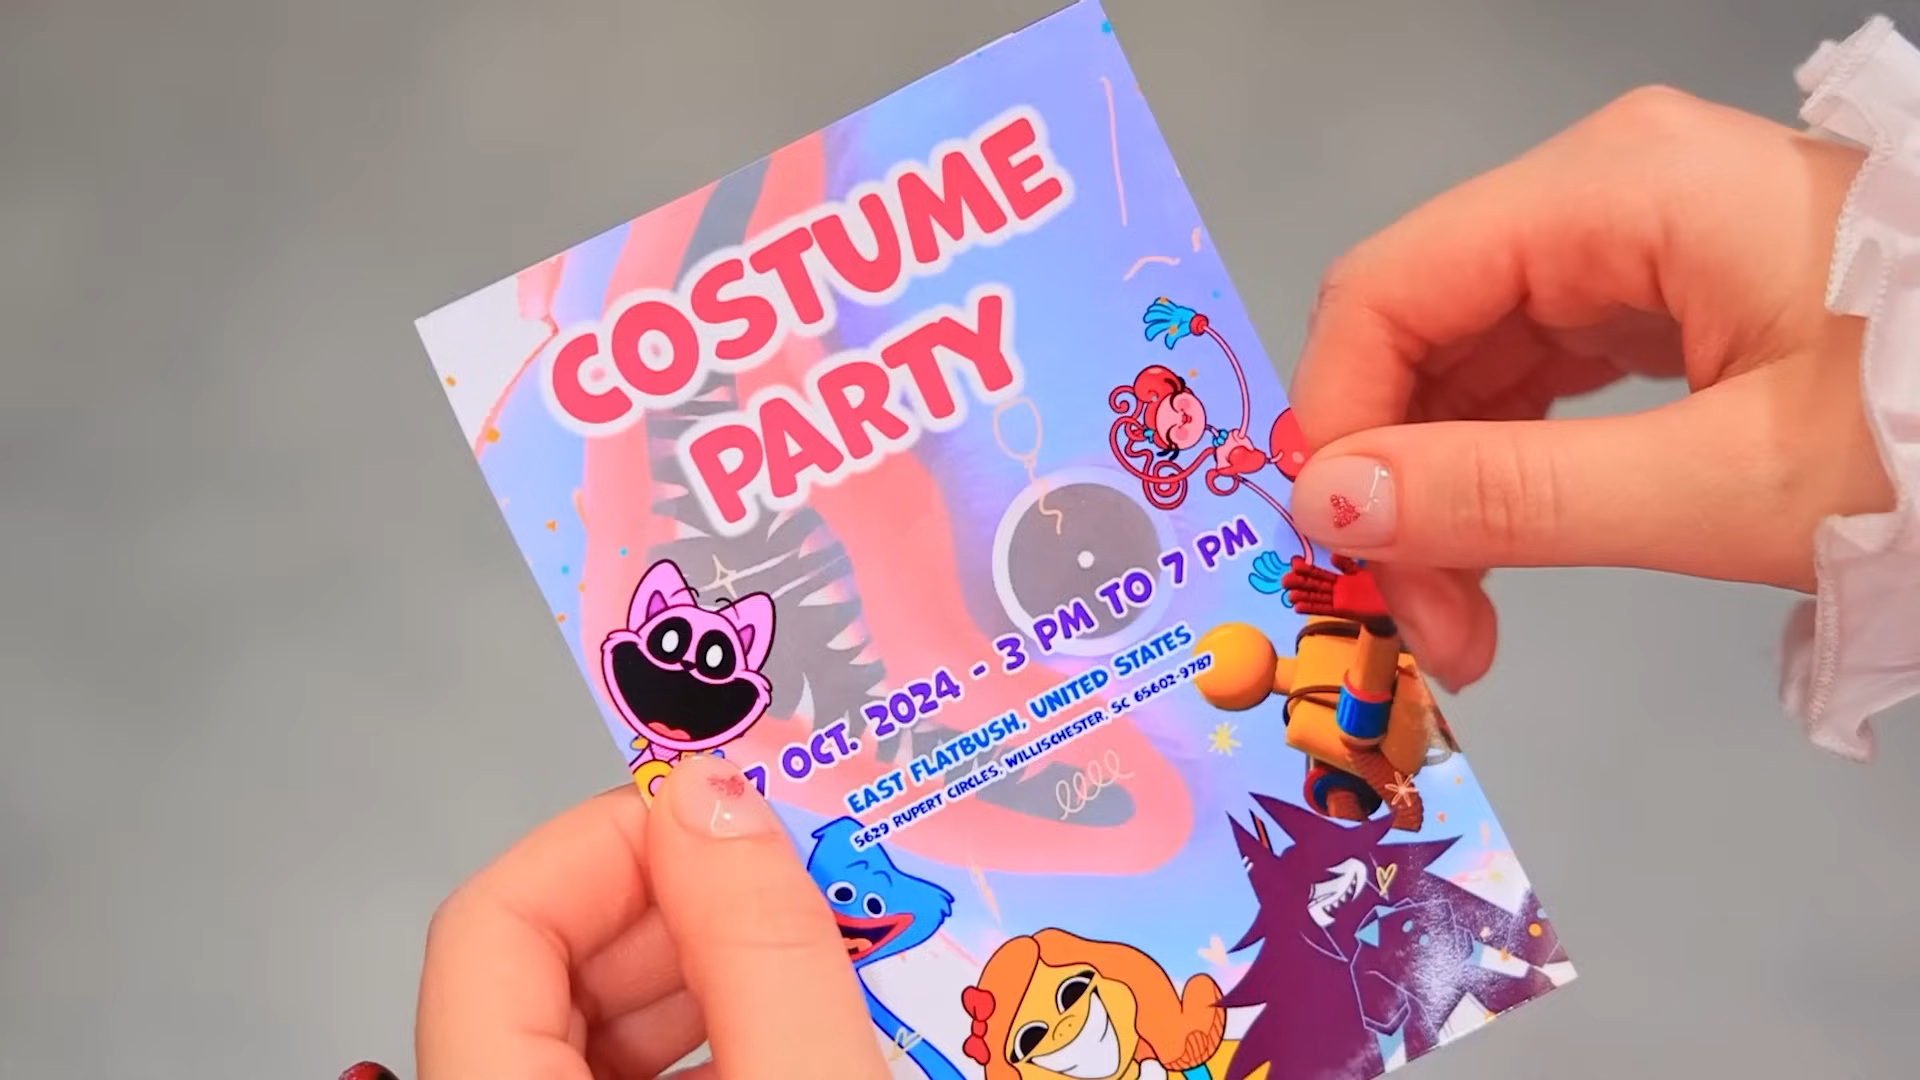 COSTUME
PARTY
7 OCT. 2024 - 3 PM TO 7 PM
EAST FLATBUSH, UNITED STATES
5629 RUPERT CIRCLES, WILLISCHESTER, SC 65602-9787